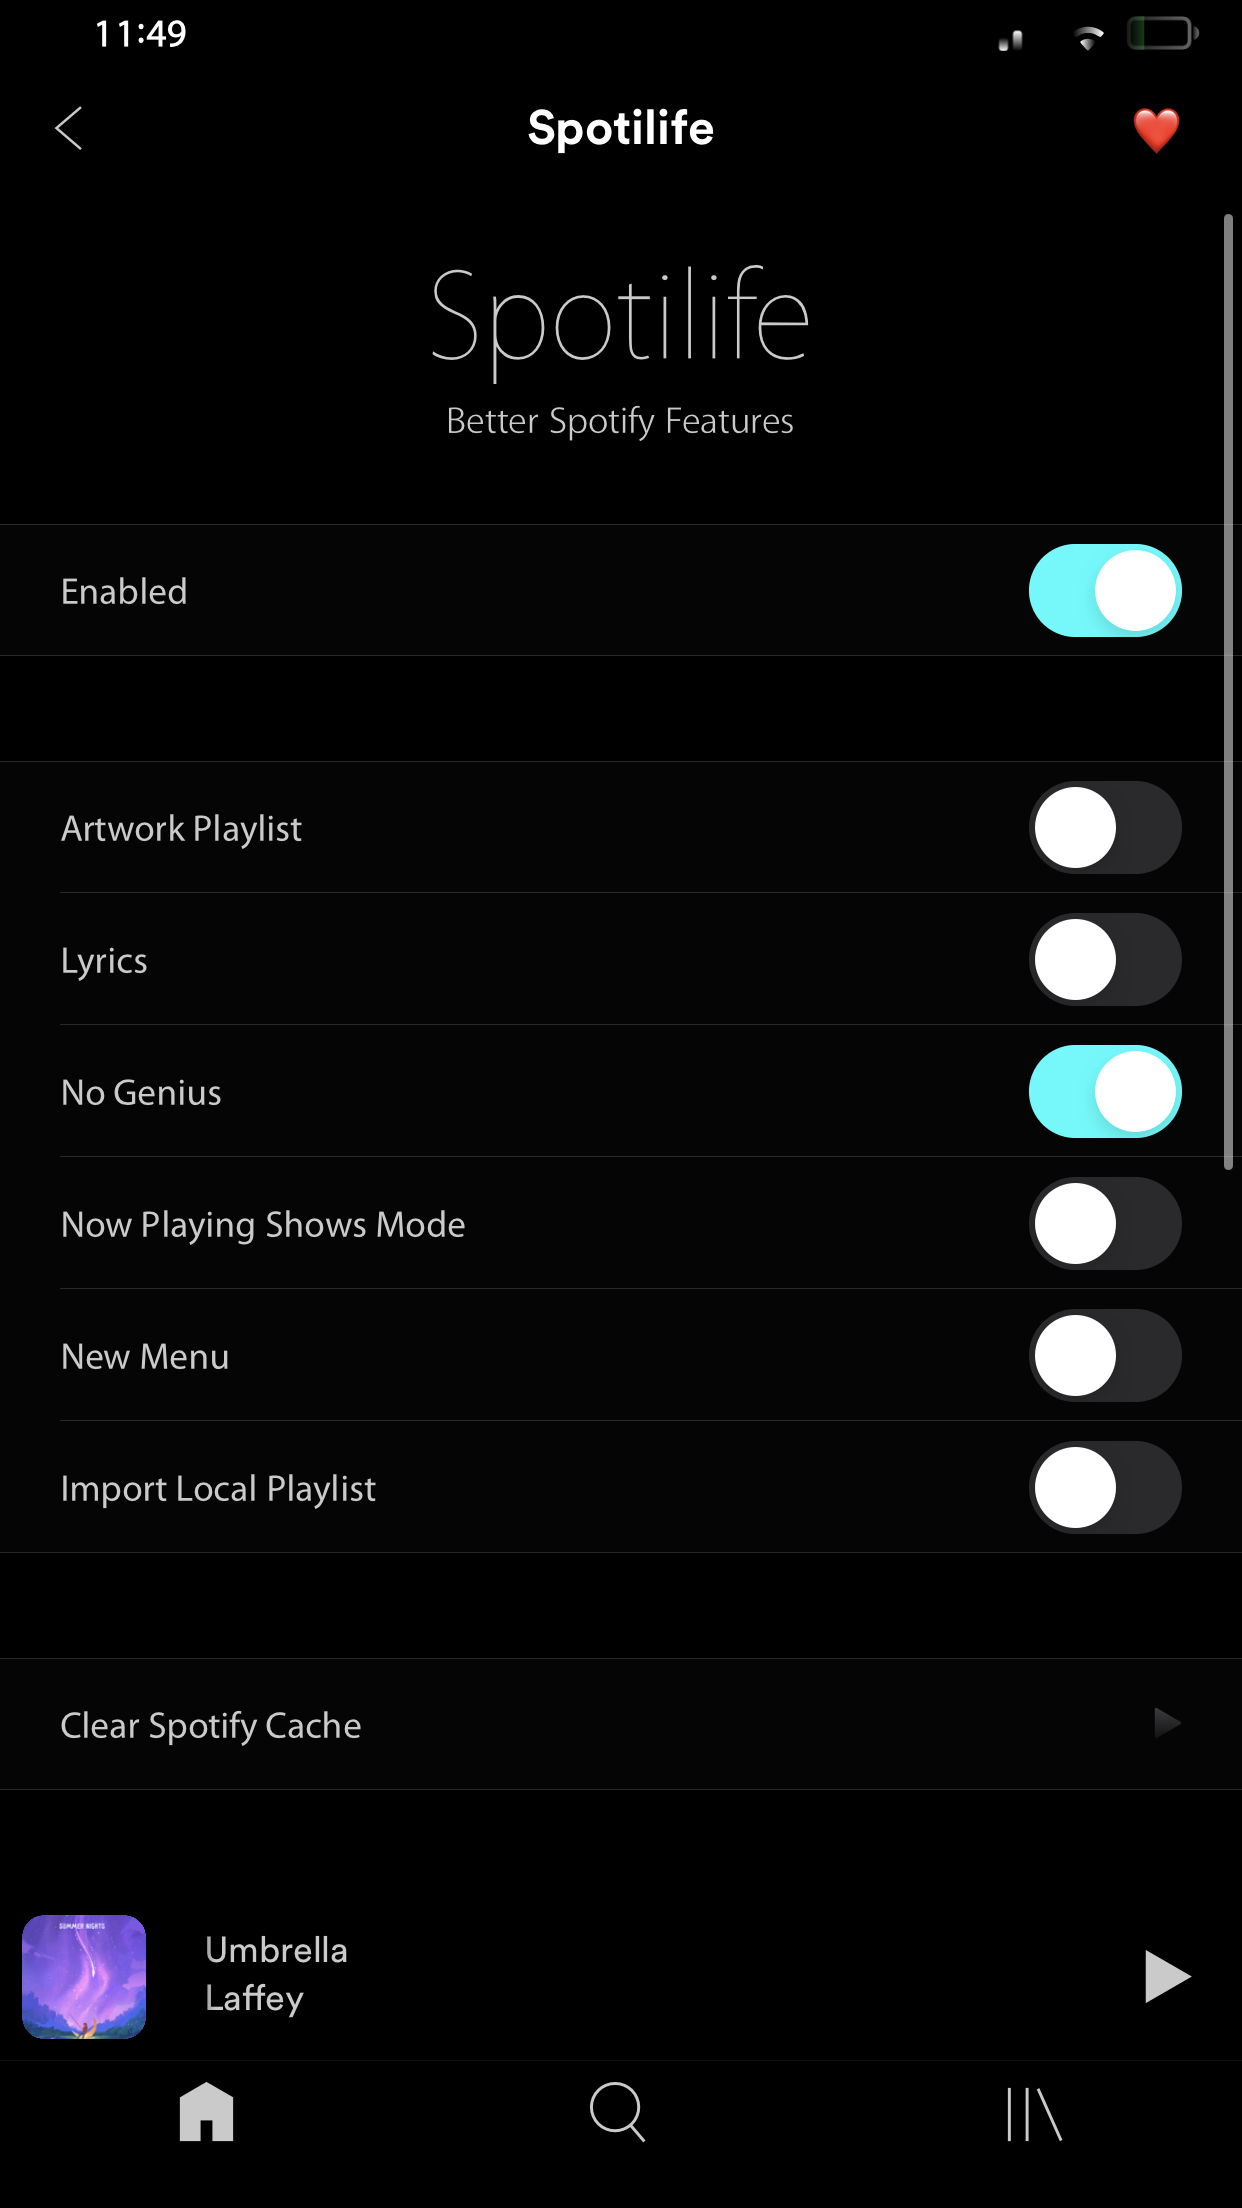 11:49
Spotilife
Spotilife
Better Spotify Features
Enabled
Artwork Playlist
Lyrics
No Genius
Now Playing Shows Mode
New Menu
Import Local Playlist
Clear Spotify Cache
SUMMER NIGHTS
Umbrella
Laffey